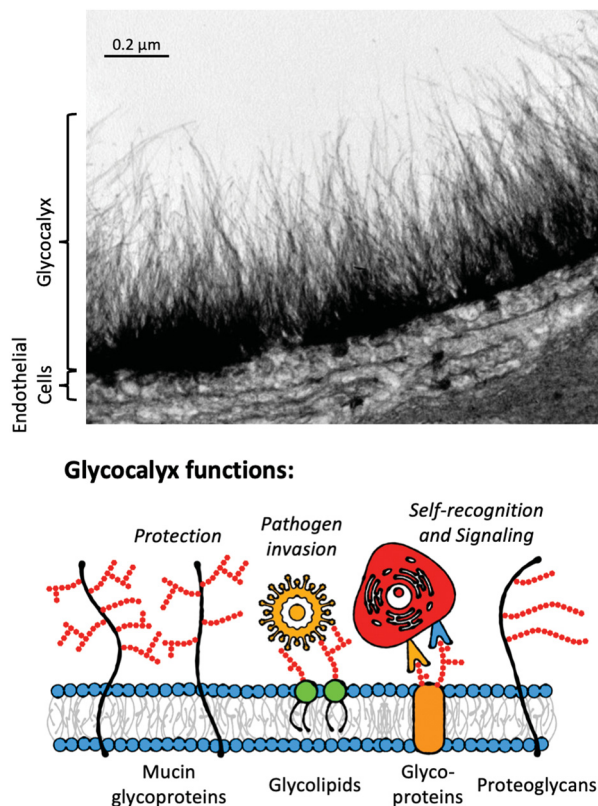 0.2 μm
Glycocalyx
Endothelial
Cells
Glycocalyx functions:
Protection
Pathogen
invasion
Self-recognition
and Signaling
Mucin
glycoproteins
Glycolipids
Glyco-
proteins
Proteoglycans